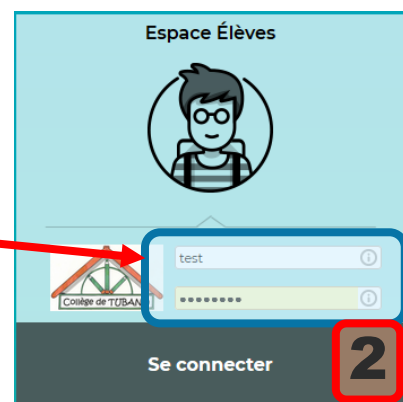 Espace Élèves
test
••••••••
Collège de TUBAN
Se connecter
2